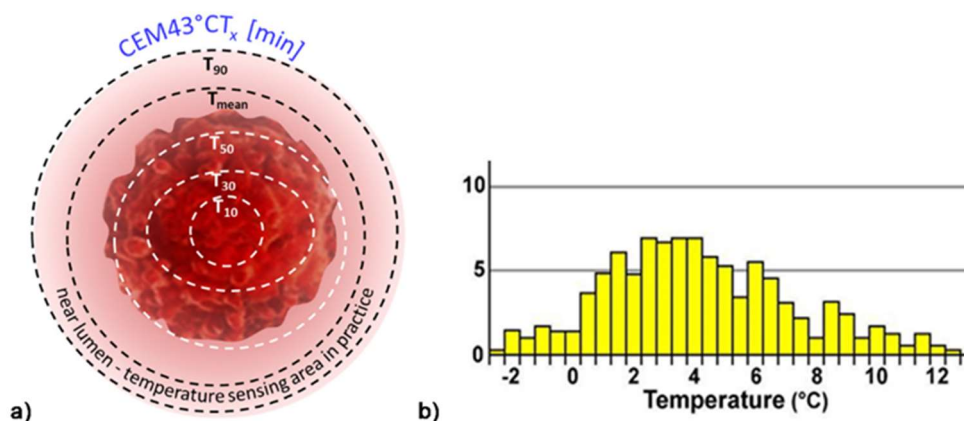 CEM43°CTₓ [min]
T₉₀
Tmean
T₅₀
T₃₀
T₁₀
near lumen - temperature sensing area in practice
a)
10
5
0
-2 0 2 4 6 8 10 12
Temperature (°C)
b)